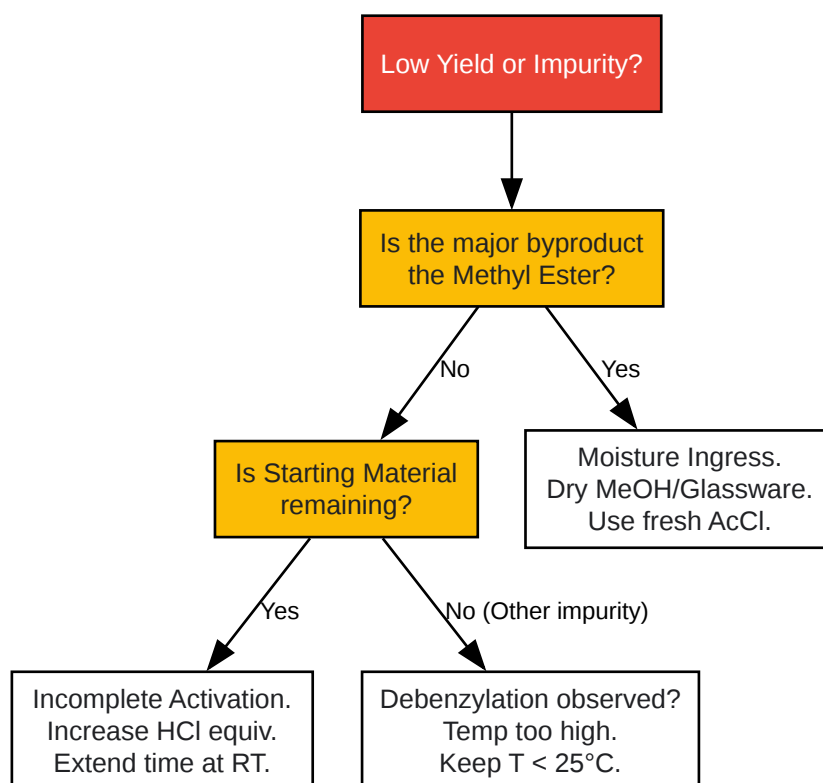 Low Yield or Impurity?
Is the major byproduct
the Methyl Ester?
No
Yes
Is Starting Material
remaining?
Moisture Ingress.
Dry MeOH/Glassware.
Use fresh AcCl.
Yes
No (Other impurity)
Incomplete Activation.
Increase HCl equiv.
Extend time at RT.
Debenzylation observed?
Temp too high.
Keep T < 25°C.